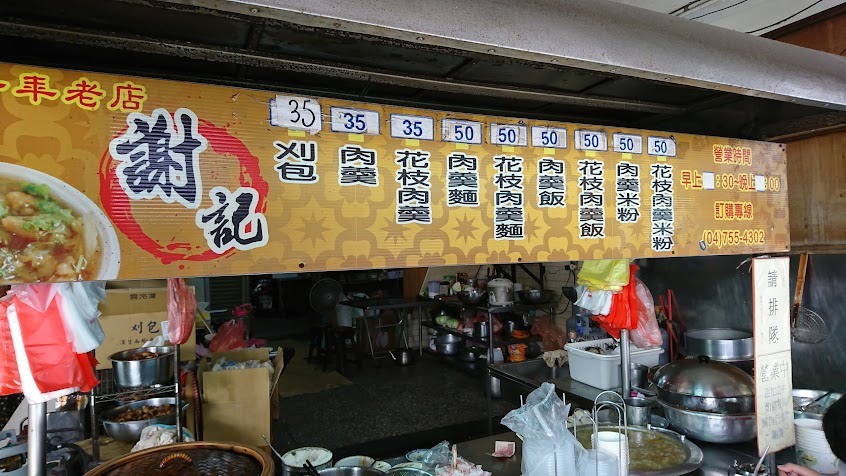 年老店
謝記
35
刈包
35
肉羹
35
花枝肉羹
50
肉羹麵
50
花枝肉羹麵
50
肉羹飯
50
花枝肉羹飯
50
肉羹米粉
50
花枝肉羹米粉
營業時間
早上 :30~晚上 :00
訂購專線
(04)755-4302
請排隊
營業中
刈包